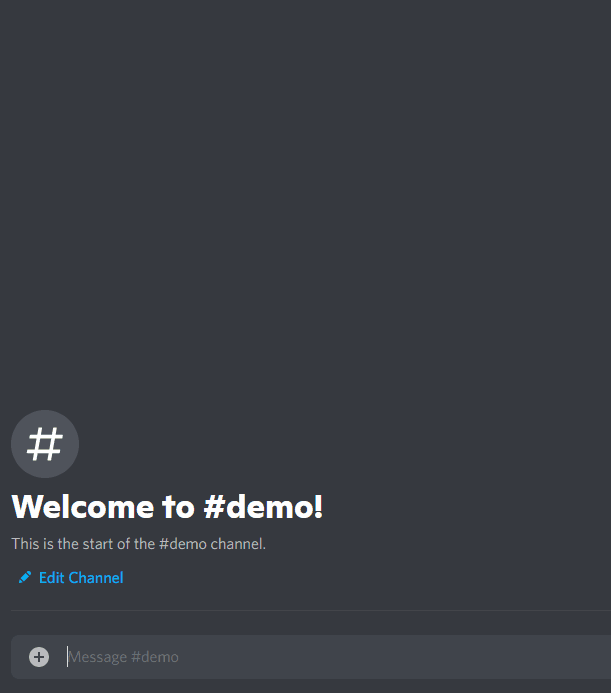 #
Welcome to #demo!
This is the start of the #demo channel.
Edit Channel
Message #demo